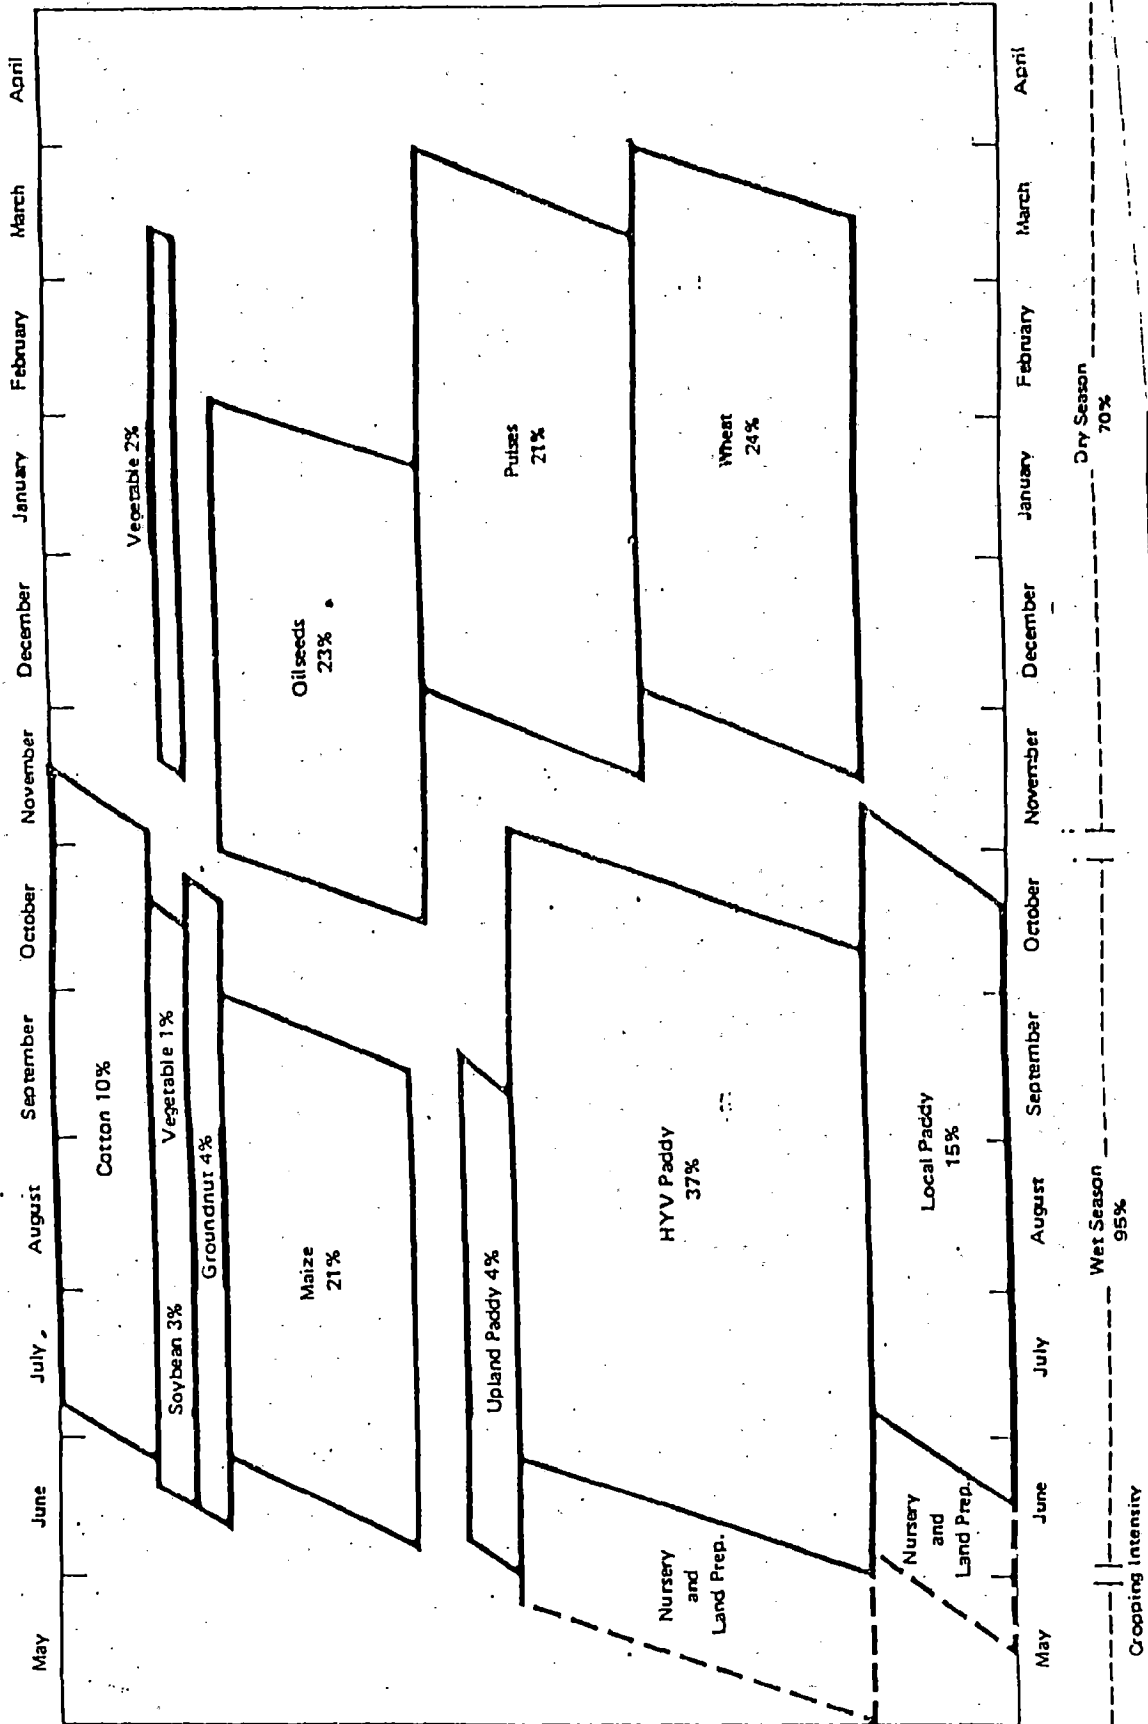 May June July August September October November December January February March April
Cotton 10%
Vegetable 2%
Soybean 3% Vegetable 1%
Groundnut 4%
Maize
21%
Oilseeds
23%
Upland Paddy 4%
Pulses
21%
Nursery
and
Land Prep.
HYV Paddy
37%
Wheat
24%
Nursery
and
Land Prep.
Local Paddy
15%
May June July August September October November December January February March April
Wet Season
95%
Dry Season
70%
Cropping Intensity